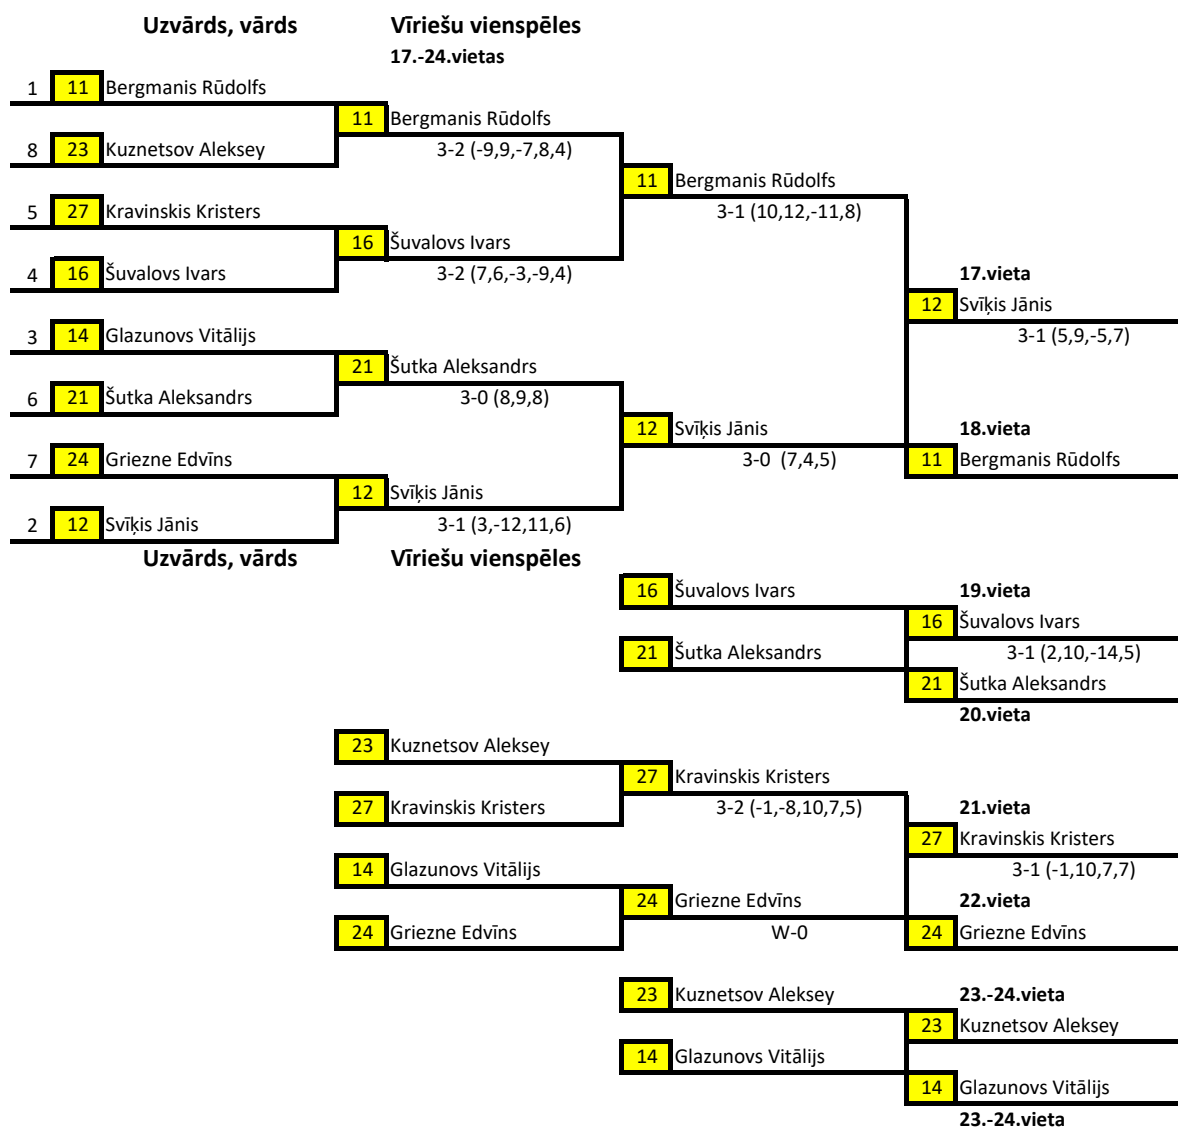 Uzvārds, vārds Vīriešu vienspēles
17.-24.vietas
1 11 Bergmanis Rūdolfs
11 Bergmanis Rūdolfs
8 23 Kuznetsov Aleksey 3-2 (-9,9,-7,8,4)
11 Bergmanis Rūdolfs
5 27 Kravinskis Kristers 3-1 (10,12,-11,8)
16 Šuvalovs Ivars
4 16 Šuvalovs Ivars 3-2 (7,6,-3,-9,4) 17.vieta
12 Svīķis Jānis
3 14 Glazunovs Vitālijs 3-1 (5,9,-5,7)
21 Šutka Aleksandrs
6 21 Šutka Aleksandrs 3-0 (8,9,8)
12 Svīķis Jānis 18.vieta
7 24 Griezne Edvīns 3-0 (7,4,5) 11 Bergmanis Rūdolfs
12 Svīķis Jānis
2 12 Svīķis Jānis 3-1 (3,-12,11,6)
Uzvārds, vārds Vīriešu vienspēles
16 Šuvalovs Ivars 19.vieta
16 Šuvalovs Ivars
21 Šutka Aleksandrs 3-1 (2,10,-14,5)
21 Šutka Aleksandrs
20.vieta
23 Kuznetsov Aleksey
27 Kravinskis Kristers
27 Kravinskis Kristers 3-2 (-1,-8,10,7,5) 21.vieta
27 Kravinskis Kristers
14 Glazunovs Vitālijs 3-1 (-1,10,7,7)
24 Griezne Edvīns 22.vieta
24 Griezne Edvīns W-0 24 Griezne Edvīns
23 Kuznetsov Aleksey 23.-24.vieta
23 Kuznetsov Aleksey
14 Glazunovs Vitālijs
14 Glazunovs Vitālijs
23.-24.vieta